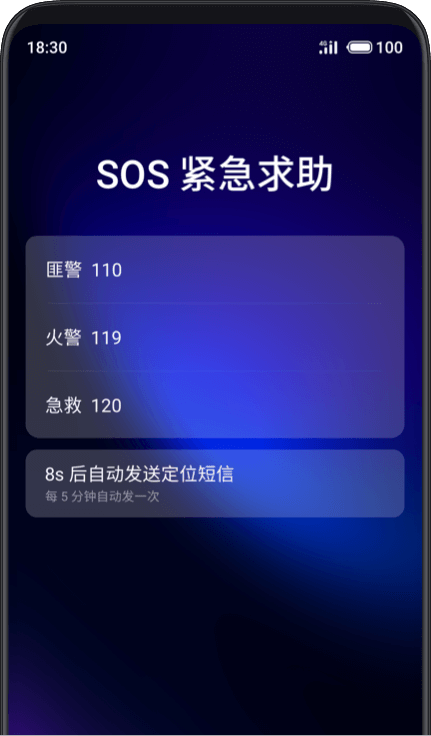 18:30
4G 100
SOS 紧急求助
匪警 110
火警 119
急救 120
8s 后自动发送定位短信
每 5 分钟自动发一次